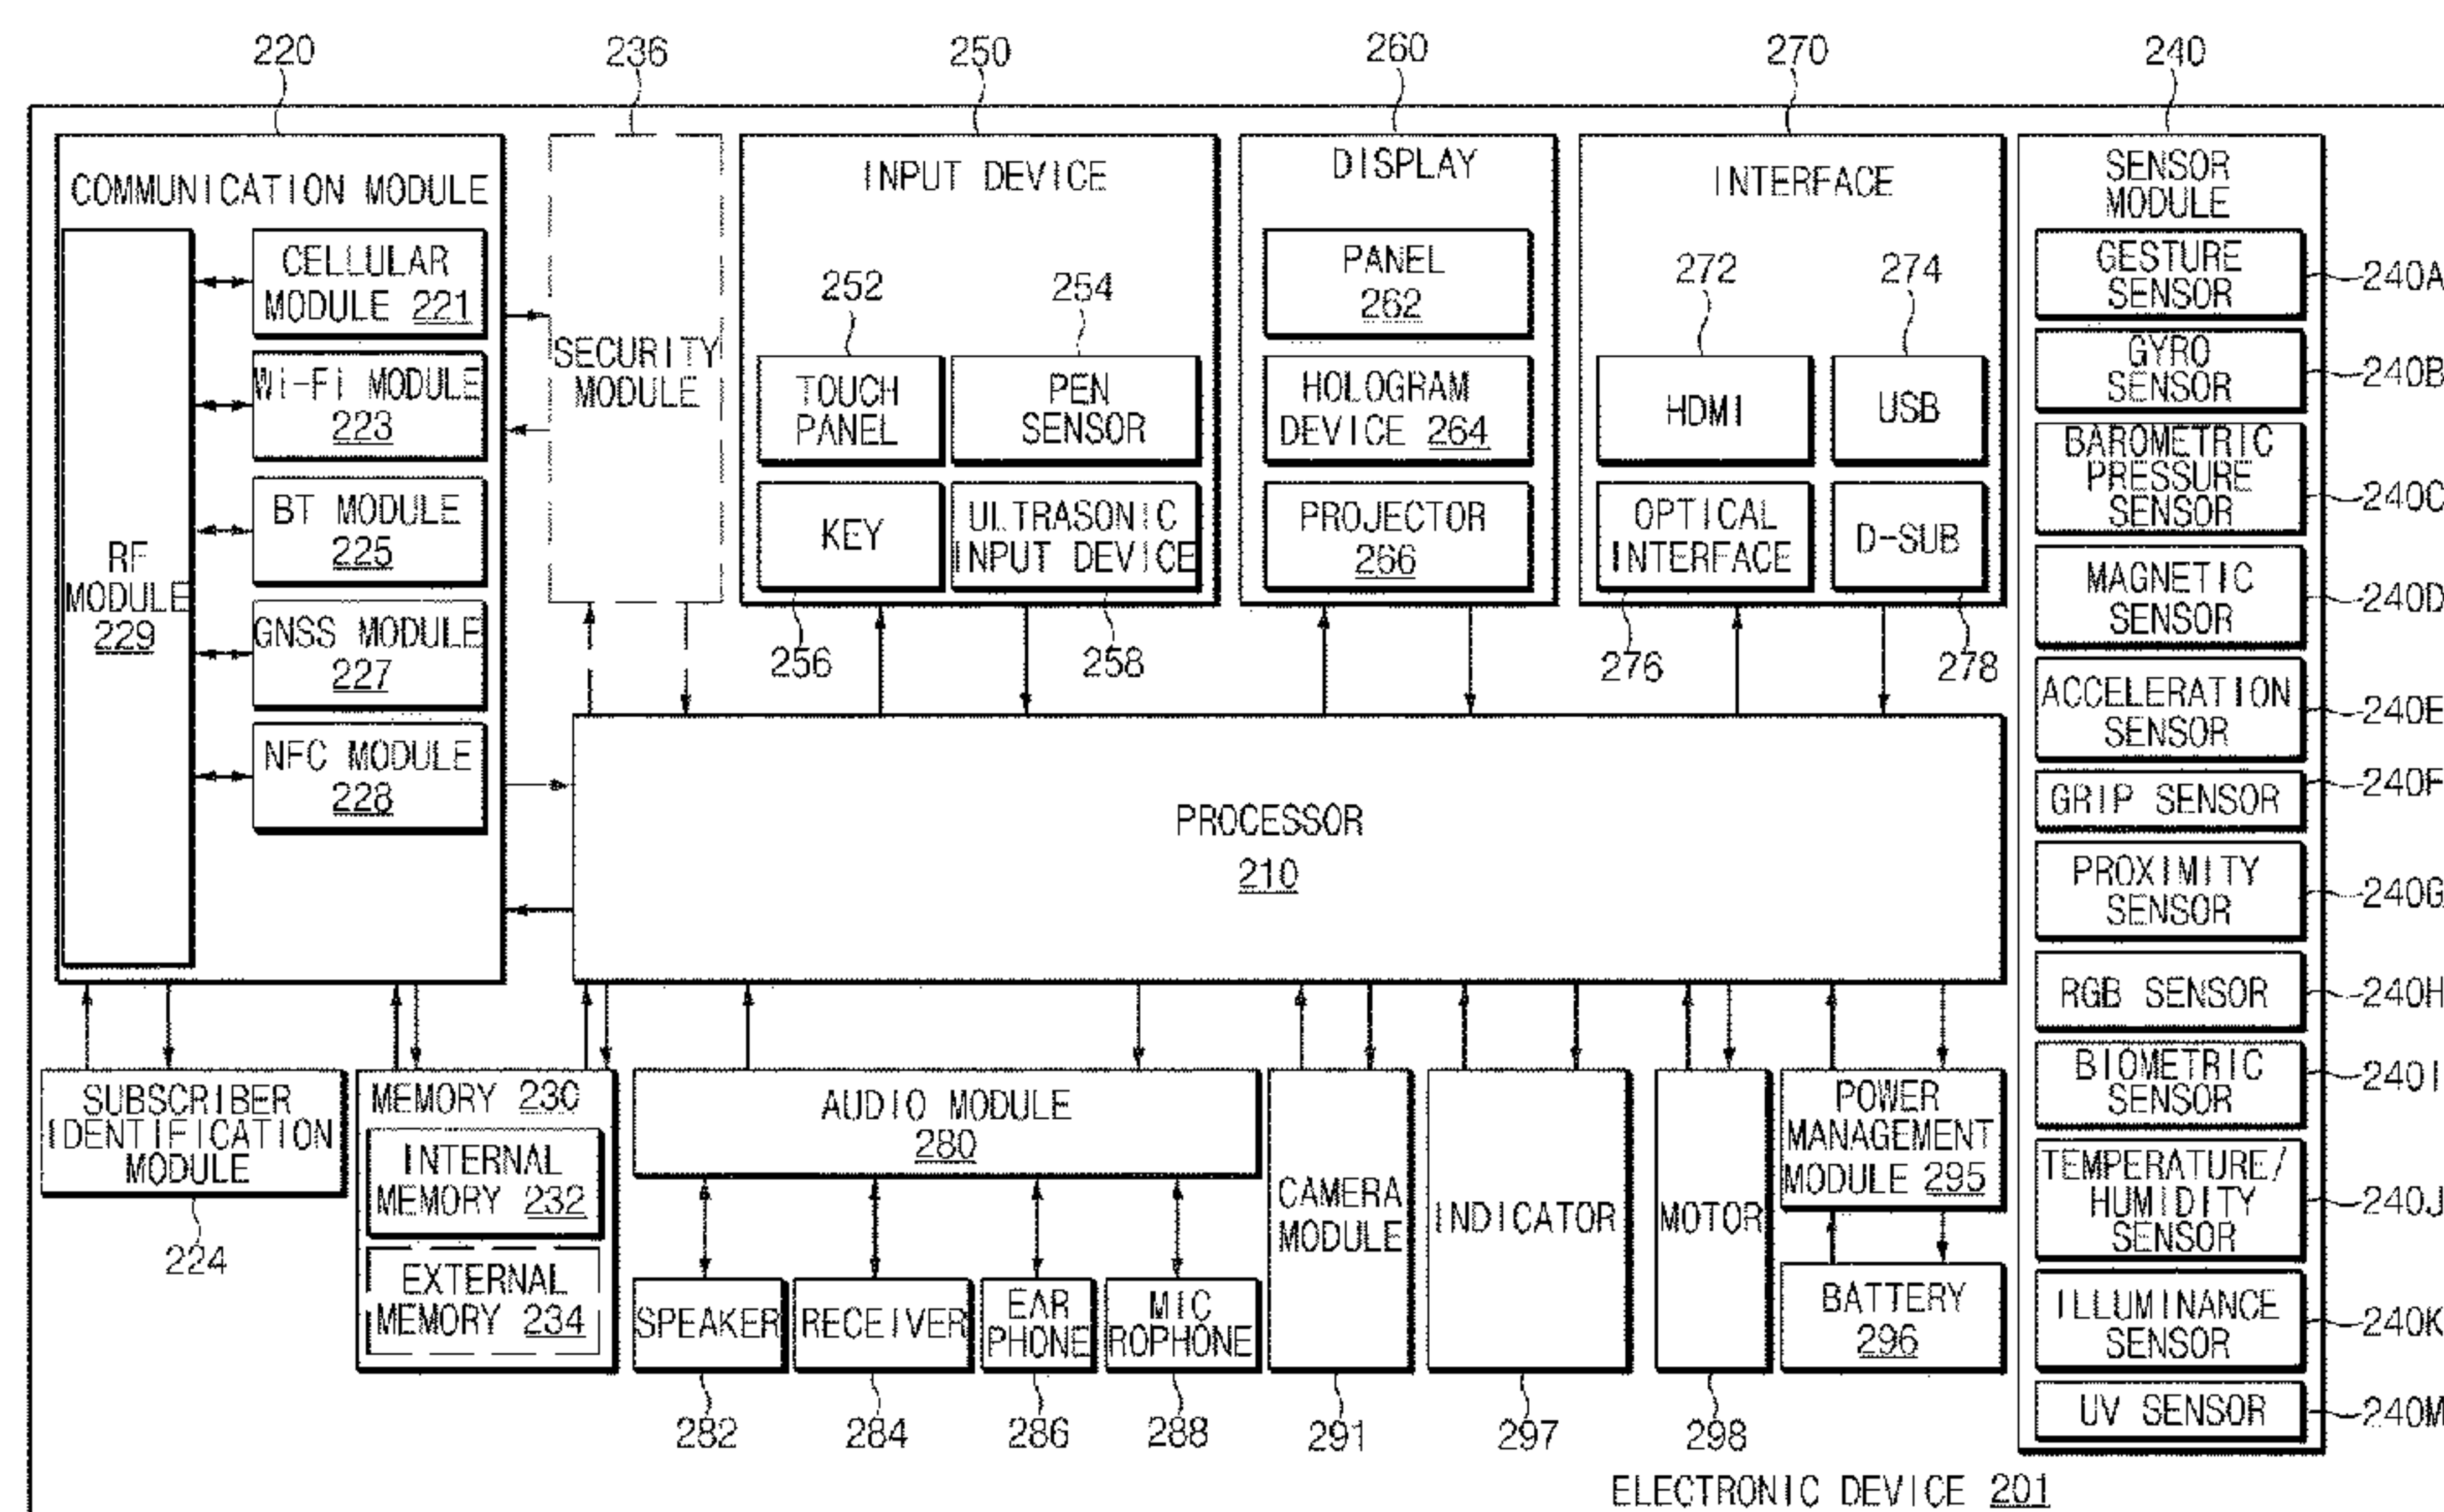 220
236
250
260
270
240
COMMUNICATION MODULE
RF
MODULE
229
CELLULAR
MODULE 221
WI-FI MODULE
223
BT MODULE
225
GNSS MODULE
227
NFC MODULE
228
SECURITY
MODULE
INPUT DEVICE
252
254
TOUCH
PANEL
PEN
SENSOR
KEY
ULTRASONIC
INPUT DEVICE
256
258
DISPLAY
PANEL
262
HOLOGRAM
DEVICE 264
PROJECTOR
266
INTERFACE
272
274
HDMI
USB
OPTICAL
INTERFACE
D-SUB
276
278
SENSOR
MODULE
GESTURE
SENSOR
240A
GYRO
SENSOR
240B
BAROMETRIC
PRESSURE
SENSOR
240C
MAGNETIC
SENSOR
240D
ACCELERATION
SENSOR
240E
GRIP SENSOR
240F
PROXIMITY
SENSOR
240G
RGB SENSOR
240H
BIOMETRIC
SENSOR
240I
TEMPERATURE/
HUMIDITY
SENSOR
240J
ILLUMINANCE
SENSOR
240K
UV SENSOR
240M
PROCESSOR
210
SUBSCRIBER
IDENTIFICATION
MODULE
224
MEMORY 230
INTERNAL
MEMORY 232
EXTERNAL
MEMORY 234
AUDIO MODULE
280
SPEAKER
RECEIVER
EAR
PHONE
MIC
ROPHONE
282
284
286
288
CAMERA
MODULE
291
INDICATOR
297
MOTOR
298
POWER
MANAGEMENT
MODULE 295
BATTERY
296
ELECTRONIC DEVICE 201